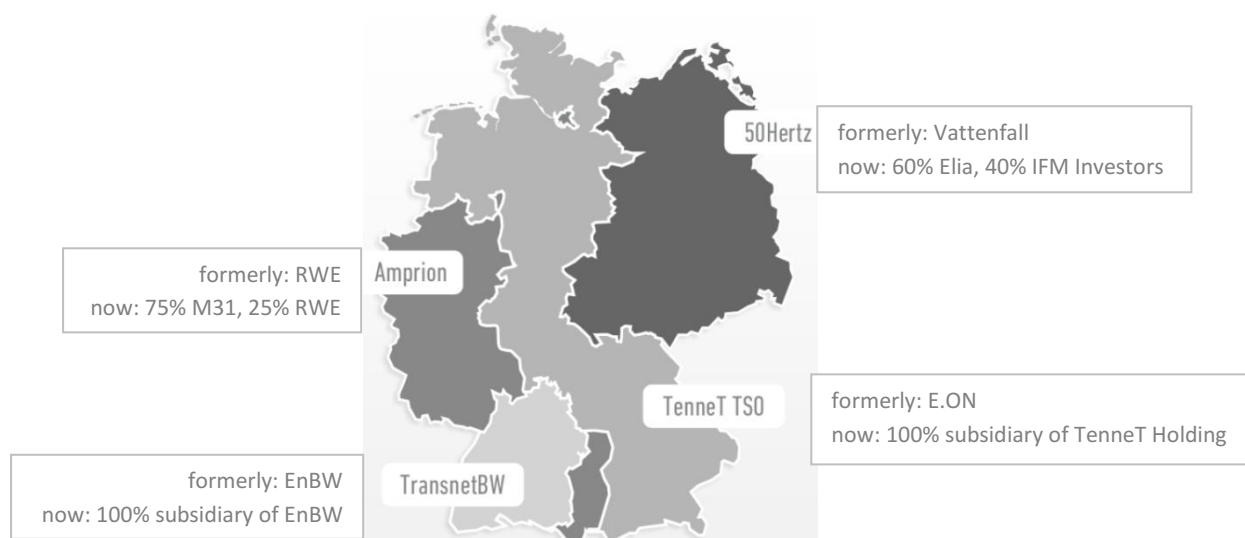 50Hertz
formerly: Vattenfall
now: 60% Elia, 40% IFM Investors
formerly: RWE
now: 75% M31, 25% RWE
Amprion
TenneT TSO
formerly: E.ON
now: 100% subsidiary of TenneT Holding
formerly: EnBW
now: 100% subsidiary of EnBW
TransnetBW